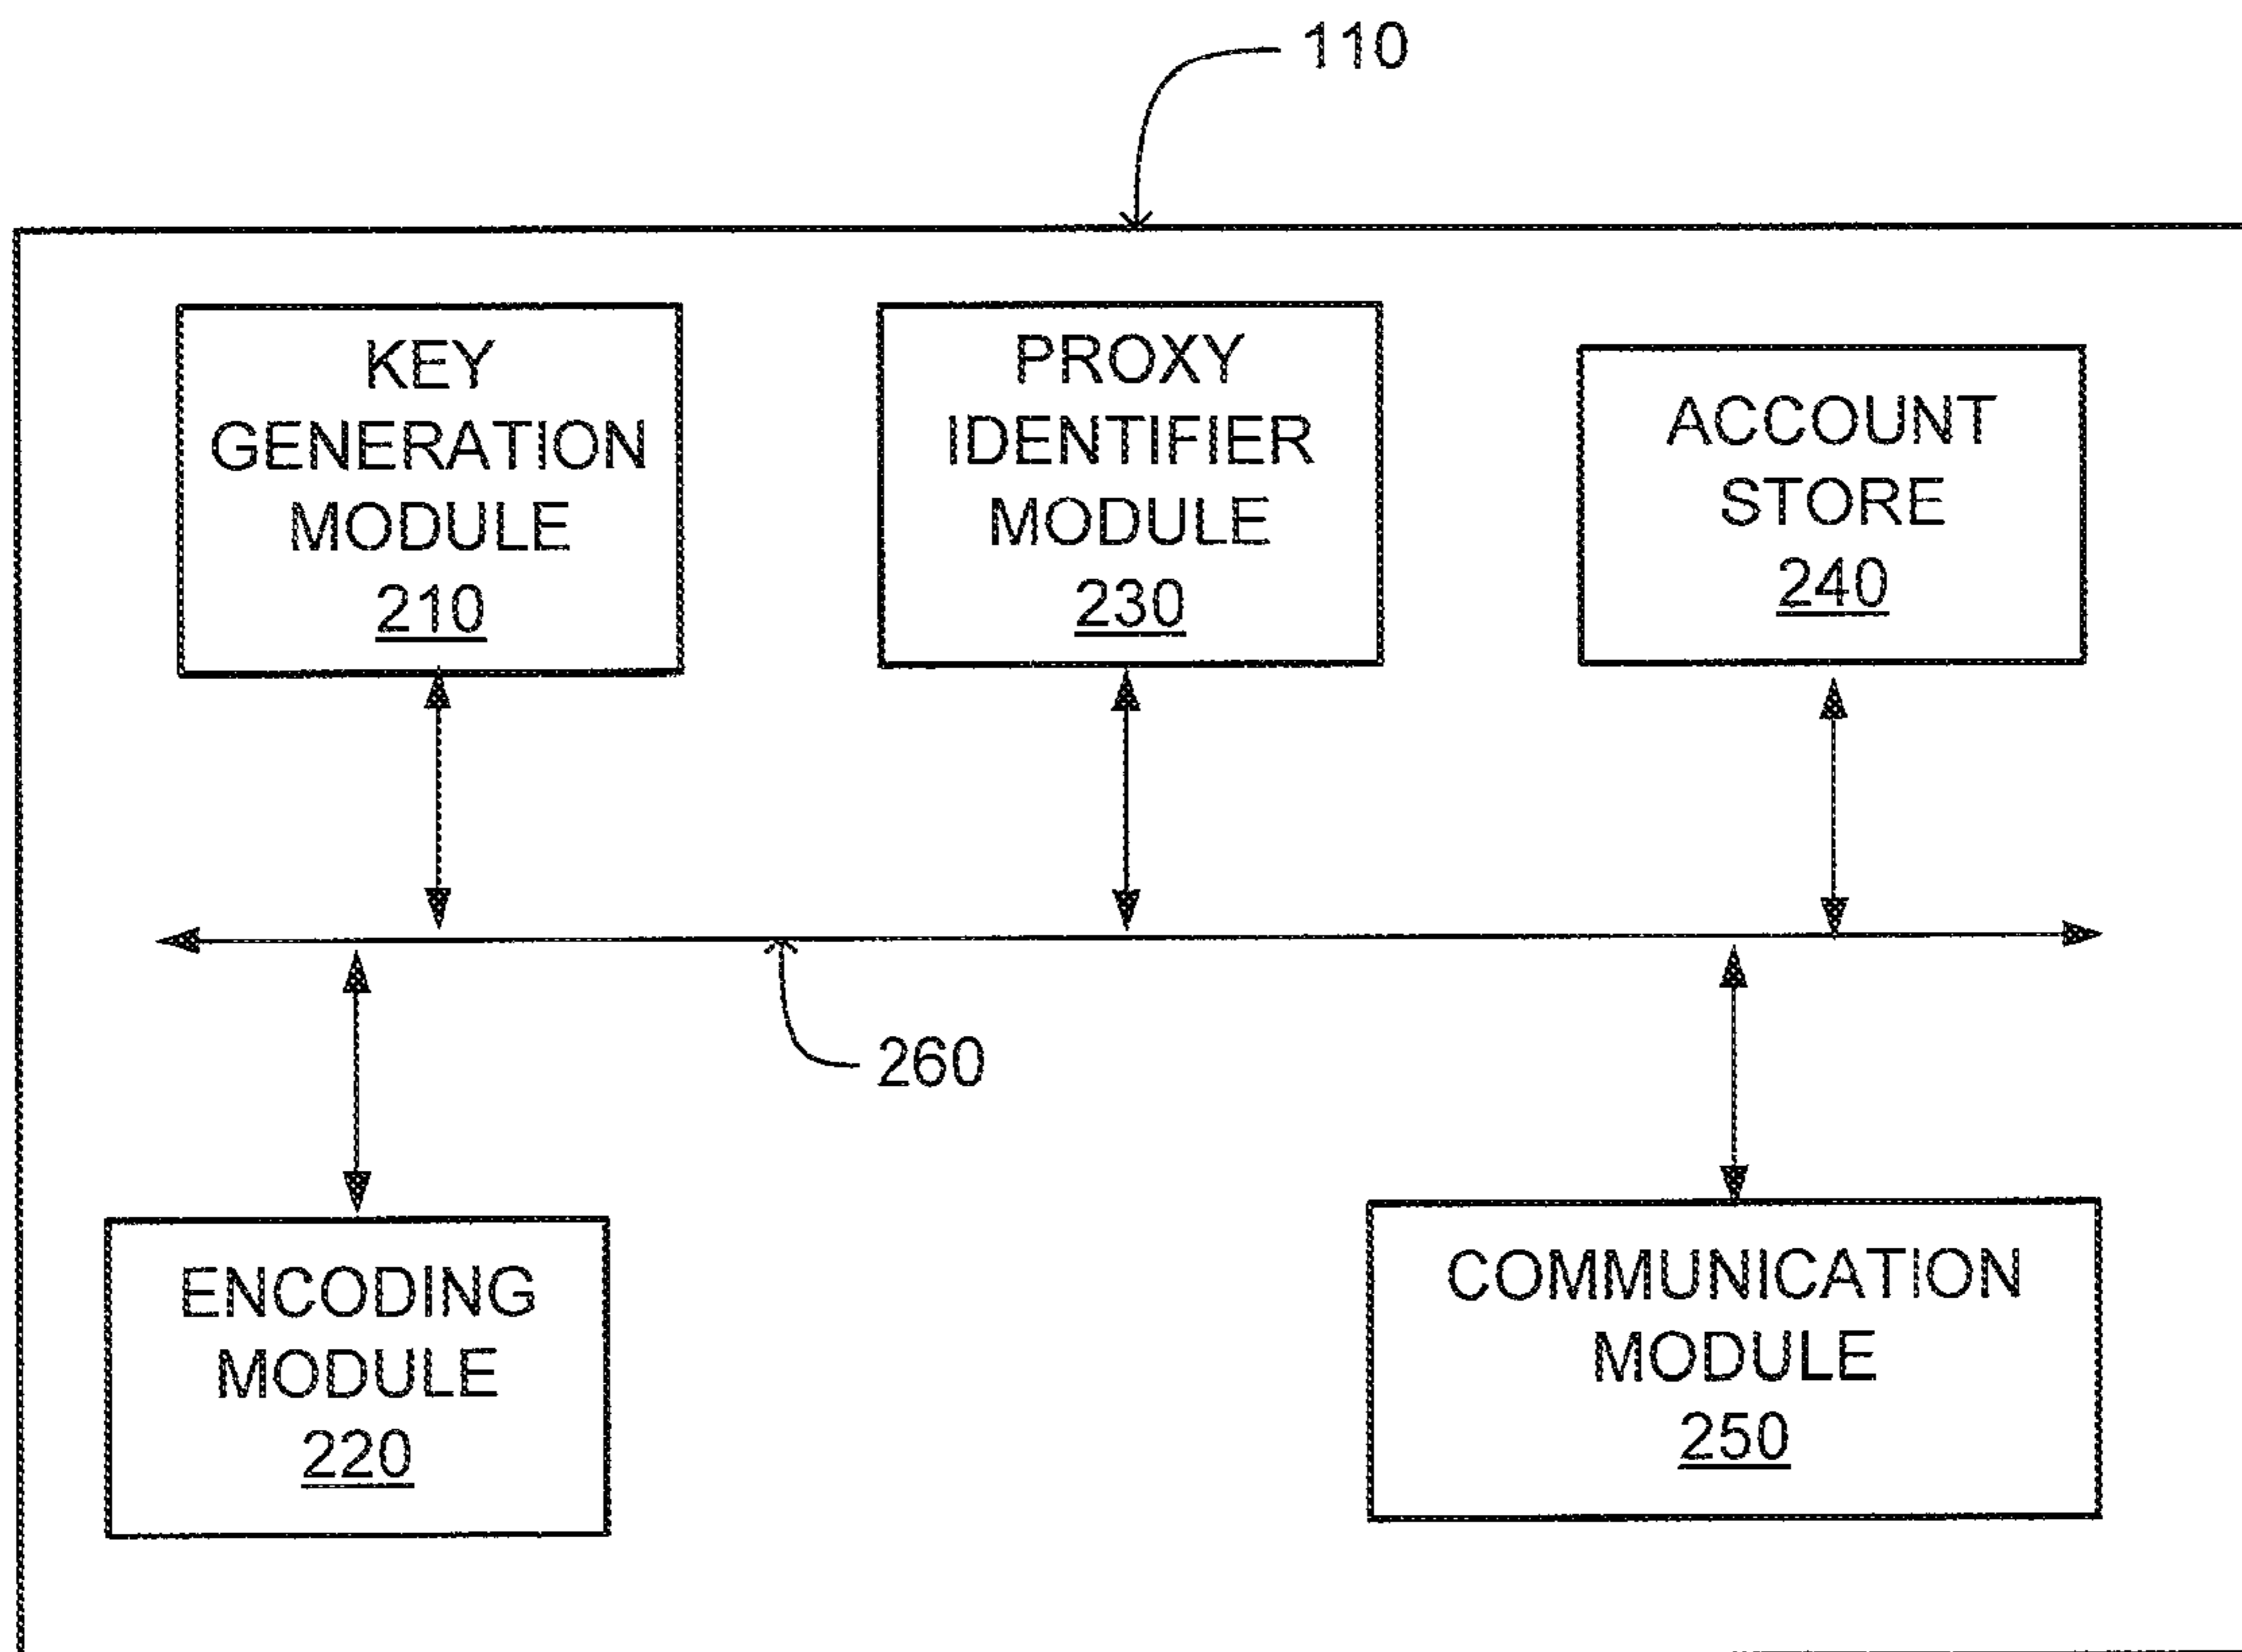 110
KEY
GENERATION
MODULE
210
PROXY
IDENTIFIER
MODULE
230
ACCOUNT
STORE
240
260
ENCODING
MODULE
220
COMMUNICATION
MODULE
250